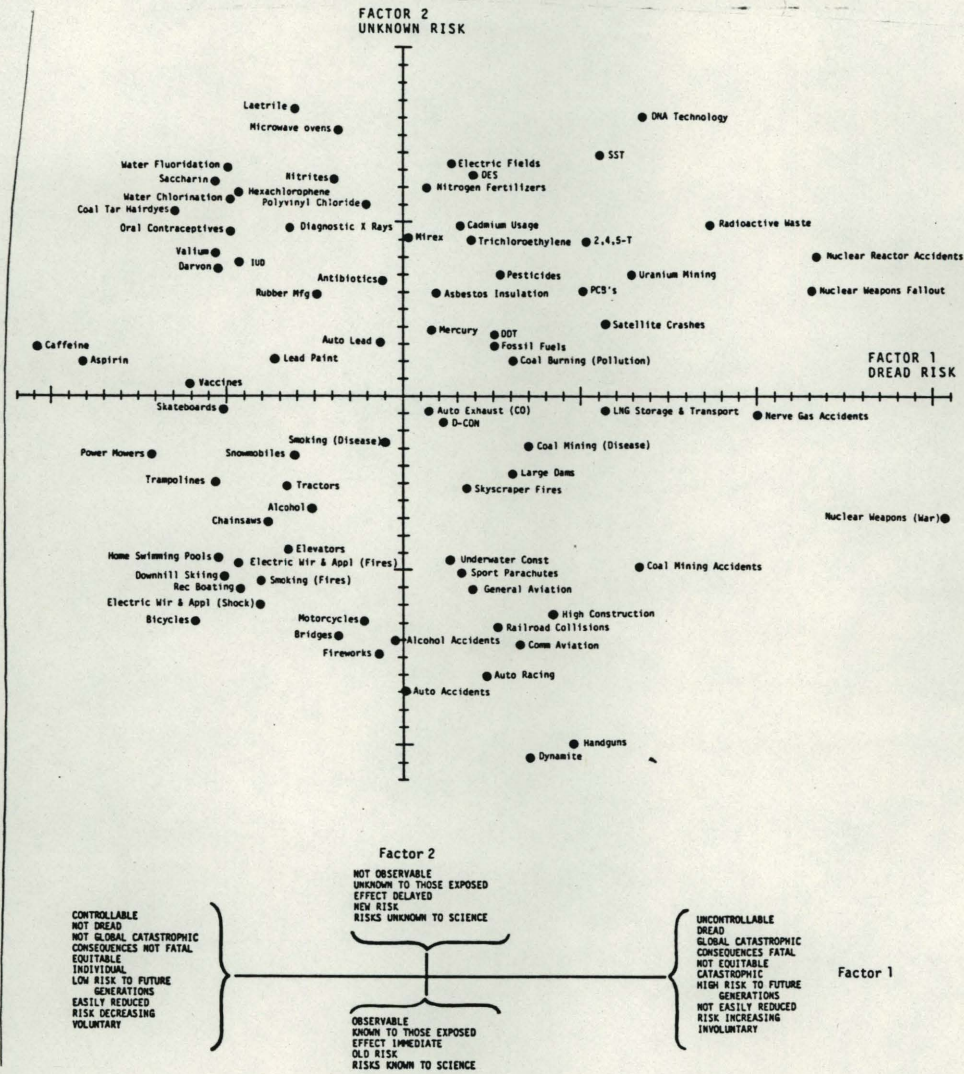 FACTOR 2
UNKNOWN RISK
Laetrile
DNA Technology
Microwave ovens
SST
Water Fluoridation
Electric Fields
DES
Saccharin
Nitrites
Nitrogen Fertilizers
Hexachlorophene
Water Chlorination
Polyvinyl Chloride
Coal Tar Hairdyes
Oral Contraceptives
Diagnostic X Rays
Cadmium Usage
Radioactive Waste
Mirex
Trichloroethylene
2,4,5-T
Valium
Nuclear Reactor Accidents
IUD
Darvon
Antibiotics
Pesticides
Uranium Mining
Rubber Mfg
Asbestos Insulation
PCB's
Nuclear Weapons Fallout
Mercury
Satellite Crashes
DDT
Auto Lead
Fossil Fuels
Caffeine
Aspirin
Lead Paint
Coal Burning (Pollution)
FACTOR 1
DREAD RISK
Vaccines
Skateboards
Auto Exhaust (CO)
LNG Storage & Transport
Nerve Gas Accidents
D-CON
Smoking (Disease)
Coal Mining (Disease)
Power Mowers
Snowmobiles
Large Dams
Trampolines
Tractors
Skyscraper Fires
Alcohol
Chainsaws
Nuclear Weapons (War)
Elevators
Home Swimming Pools
Electric Wir & Appl (Fires)
Underwater Const
Coal Mining Accidents
Downhill Skiing
Smoking (Fires)
Sport Parachutes
Rec Boating
General Aviation
Electric Wir & Appl (Shock)
High Construction
Bicycles
Motorcycles
Railroad Collisions
Bridges
Alcohol Accidents
Comm Aviation
Fireworks
Auto Racing
Auto Accidents
Handguns
Dynamite
Factor 2
NOT OBSERVABLE
UNKNOWN TO THOSE EXPOSED
EFFECT DELAYED
NEW RISK
RISKS UNKNOWN TO SCIENCE
CONTROLLABLE
NOT DREAD
NOT GLOBAL CATASTROPHIC
CONSEQUENCES NOT FATAL
EQUITABLE
INDIVIDUAL
LOW RISK TO FUTURE
GENERATIONS
EASILY REDUCED
RISK DECREASING
VOLUNTARY
UNCONTROLLABLE
DREAD
GLOBAL CATASTROPHIC
CONSEQUENCES FATAL
NOT EQUITABLE
CATASTROPHIC
HIGH RISK TO FUTURE
GENERATIONS
NOT EASILY REDUCED
RISK INCREASING
INVOLUNTARY
Factor 1
OBSERVABLE
KNOWN TO THOSE EXPOSED
EFFECT IMMEDIATE
OLD RISK
RISKS KNOWN TO SCIENCE